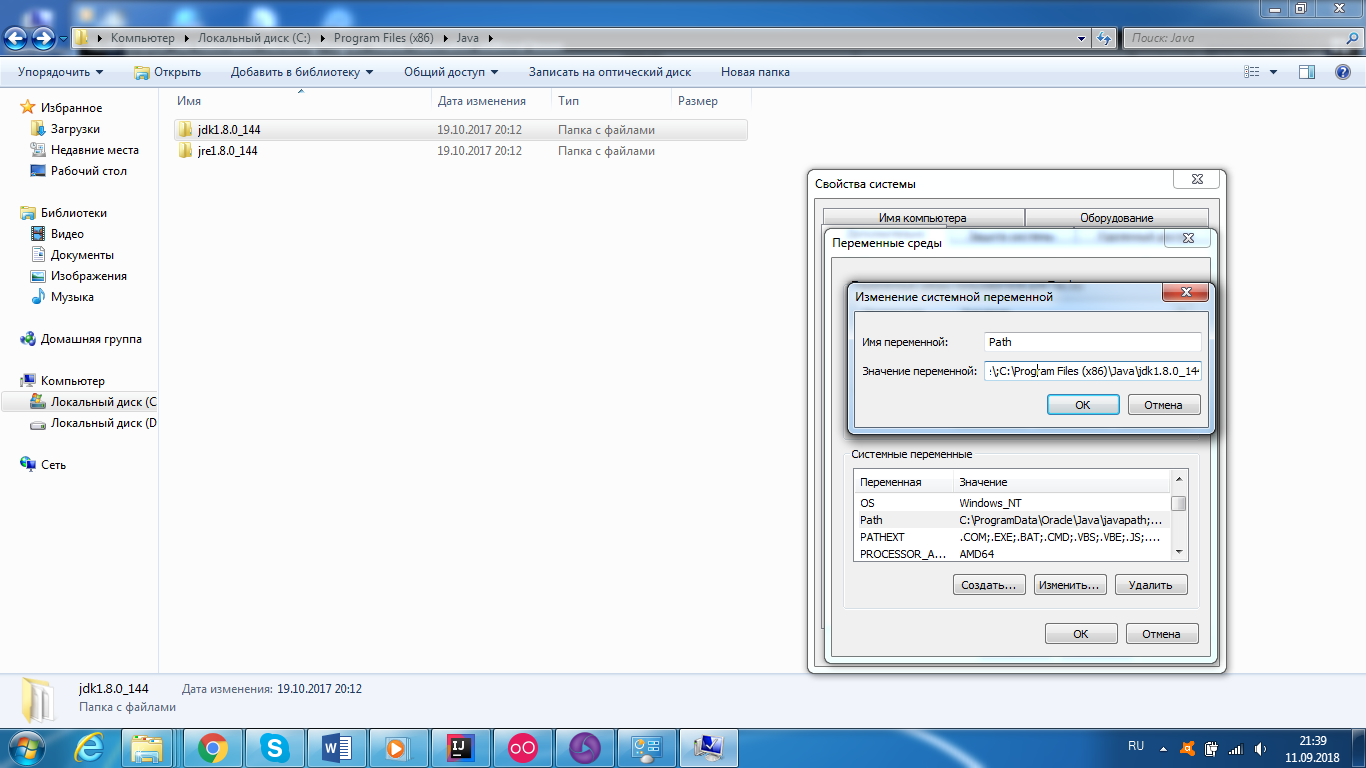 Компьютер Локальный диск (C:) Program Files (x86) Java
Поиск: Java
Упорядочить Открыть Добавить в библиотеку Общий доступ Записать на оптический диск Новая папка
Имя Дата изменения Тип Размер
jdk1.8.0_144 19.10.2017 20:12 Папка с файлами
jre1.8.0_144 19.10.2017 20:12 Папка с файлами
Избранное
Загрузки
Недавние места
Рабочий стол
Библиотеки
Видео
Документы
Изображения
Музыка
Домашняя группа
Компьютер
Локальный диск (C
Локальный диск (D
Сеть
Свойства системы
Имя компьютера Оборудование
Переменные среды
Изменение системной переменной
Имя переменной: Path
Значение переменной: :\;C:\Program Files (x86)\Java\jdk1.8.0_144
ОК Отмена
Системные переменные
Переменная Значение
OS Windows_NT
Path C:\ProgramData\Oracle\Java\javapath;...
PATHEXT .COM;.EXE;.BAT;.CMD;.VBS;.VBE;.JS;....
PROCESSOR_A... AMD64
Создать... Изменить... Удалить
ОК Отмена
jdk1.8.0_144 Дата изменения: 19.10.2017 20:12
Папка с файлами
RU
21:39
11.09.2018